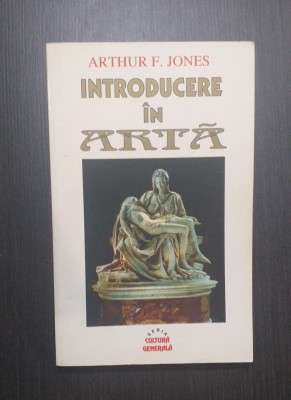 ARTHUR F. JONES
INTRODUCERE
ÎN
ARTĂ
SERIA
CULTURĂ
GENERALĂ